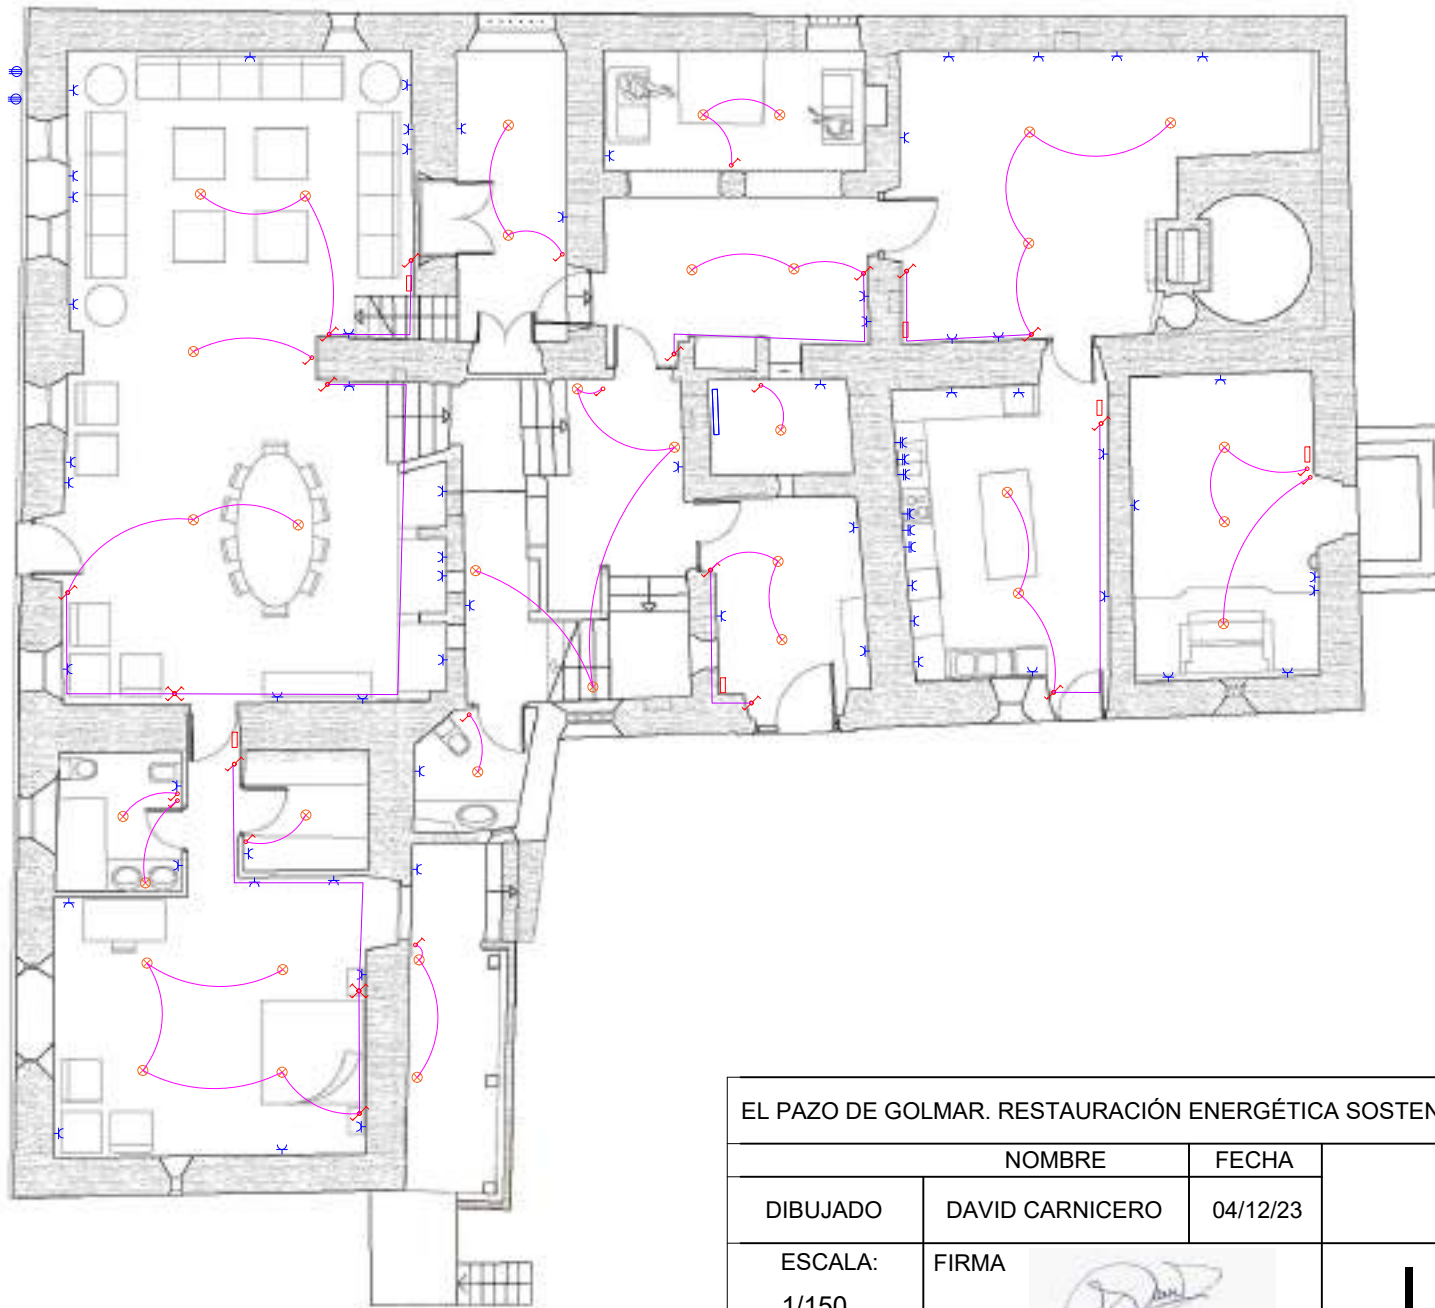 EL PAZO DE GOLMAR. RESTAURACIÓN ENERGÉTICA SOSTEN
NOMBRE FECHA
DIBUJADO DAVID CARNICERO 04/12/23
ESCALA: FIRMA
1/150